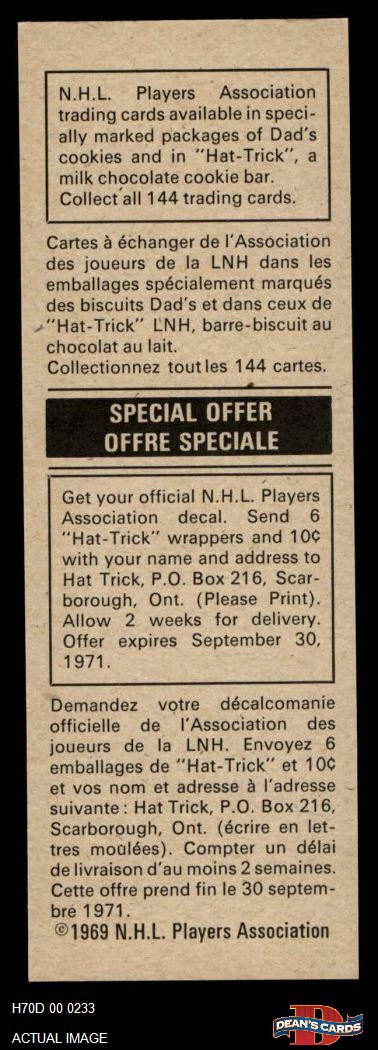 N.H.L. Players Association
trading cards available in speci-
ally marked packages of Dad's
cookies and in "Hat-Trick", a
milk chocolate cookie bar.
Collect all 144 trading cards.
Cartes à échanger de l'Association
des joueurs de la LNH dans les
emballages spécialement marqués
des biscuits Dad's et dans ceux de
"Hat-Trick" LNH, barre-biscuit au
chocolat au lait.
Collectionnez tout les 144 cartes.
SPECIAL OFFER
OFFRE SPECIALE
Get your official N.H.L. Players
Association decal. Send 6
"Hat-Trick" wrappers and 10¢
with your name and address to
Hat Trick, P.O. Box 216, Scar-
borough, Ont. (Please Print).
Allow 2 weeks for delivery.
Offer expires September 30,
1971.
Demandez votre décalcomanie
officielle de l'Association des
joueurs de la LNH. Envoyez 6
emballages de "Hat-Trick" et 10¢
et vos nom et adresse à l'adresse
suivante: Hat Trick, P.O. Box 216,
Scarborough, Ont. (écrire en let-
tres moulées). Compter un délai
de livraison d'au moins 2 semaines.
Cette offre prend fin le 30 septem-
bre 1971.
©1969 N.H.L. Players Association
H70D 00 0233
ACTUAL IMAGE
D
DEAN'S CARDS